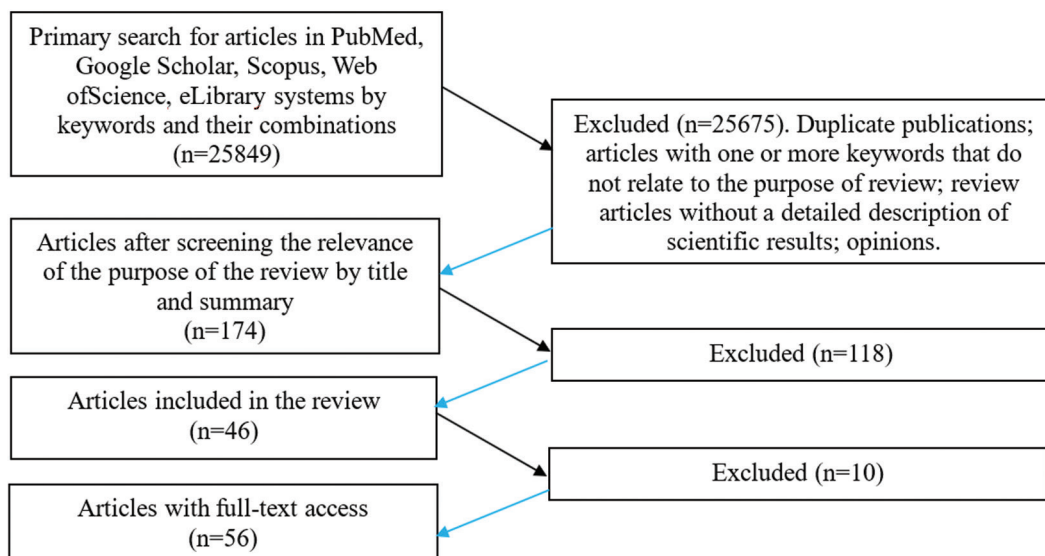 Primary search for articles in PubMed,
Google Scholar, Scopus, Web
ofScience, eLibrary systems by
keywords and their combinations
(n=25849)
Excluded (n=25675). Duplicate publications;
articles with one or more keywords that do
not relate to the purpose of review; review
articles without a detailed description of
scientific results; opinions.
Articles after screening the relevance
of the purpose of the review by title
and summary
(n=174)
Excluded (n=118)
Articles included in the review
(n=46)
Excluded (n=10)
Articles with full-text access
(n=56)